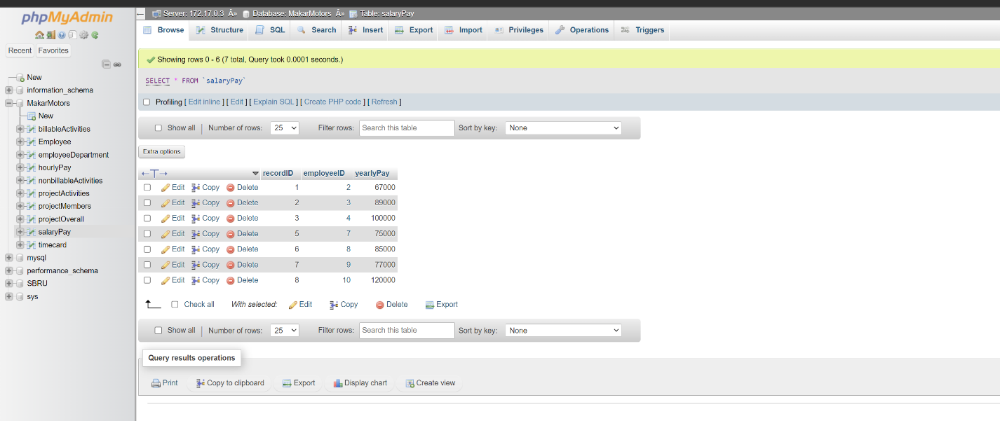 phpMyAdmin
Recent Favorites
New
information_schema
MakarMotors
New
billableActivities
Employee
employeeDepartment
hourlyPay
nonbillableActivities
projectActivities
projectMembers
projectOverall
salaryPay
timecard
mysql
performance_schema
SBRU
sys
Server: 172.17.0.3 Â» Database: MakarMotors Â» Table: salaryPay
Browse Structure SQL Search Insert Export Import Privileges Operations Triggers
Showing rows 0 - 6 (7 total, Query took 0.0001 seconds.)
SELECT * FROM `salaryPay`
Profiling [ Edit inline ] [ Edit ] [ Explain SQL ] [ Create PHP code ] [ Refresh ]
Show all | Number of rows: 25 Filter rows: Search this table Sort by key: None
Extra options
←T→ recordID employeeID yearlyPay
Edit Copy Delete 1 2 67000
Edit Copy Delete 2 3 89000
Edit Copy Delete 3 4 100000
Edit Copy Delete 5 7 75000
Edit Copy Delete 6 8 85000
Edit Copy Delete 7 9 77000
Edit Copy Delete 8 10 120000
Check all With selected: Edit Copy Delete Export
Show all | Number of rows: 25 Filter rows: Search this table Sort by key: None
Query results operations
Print Copy to clipboard Export Display chart Create view